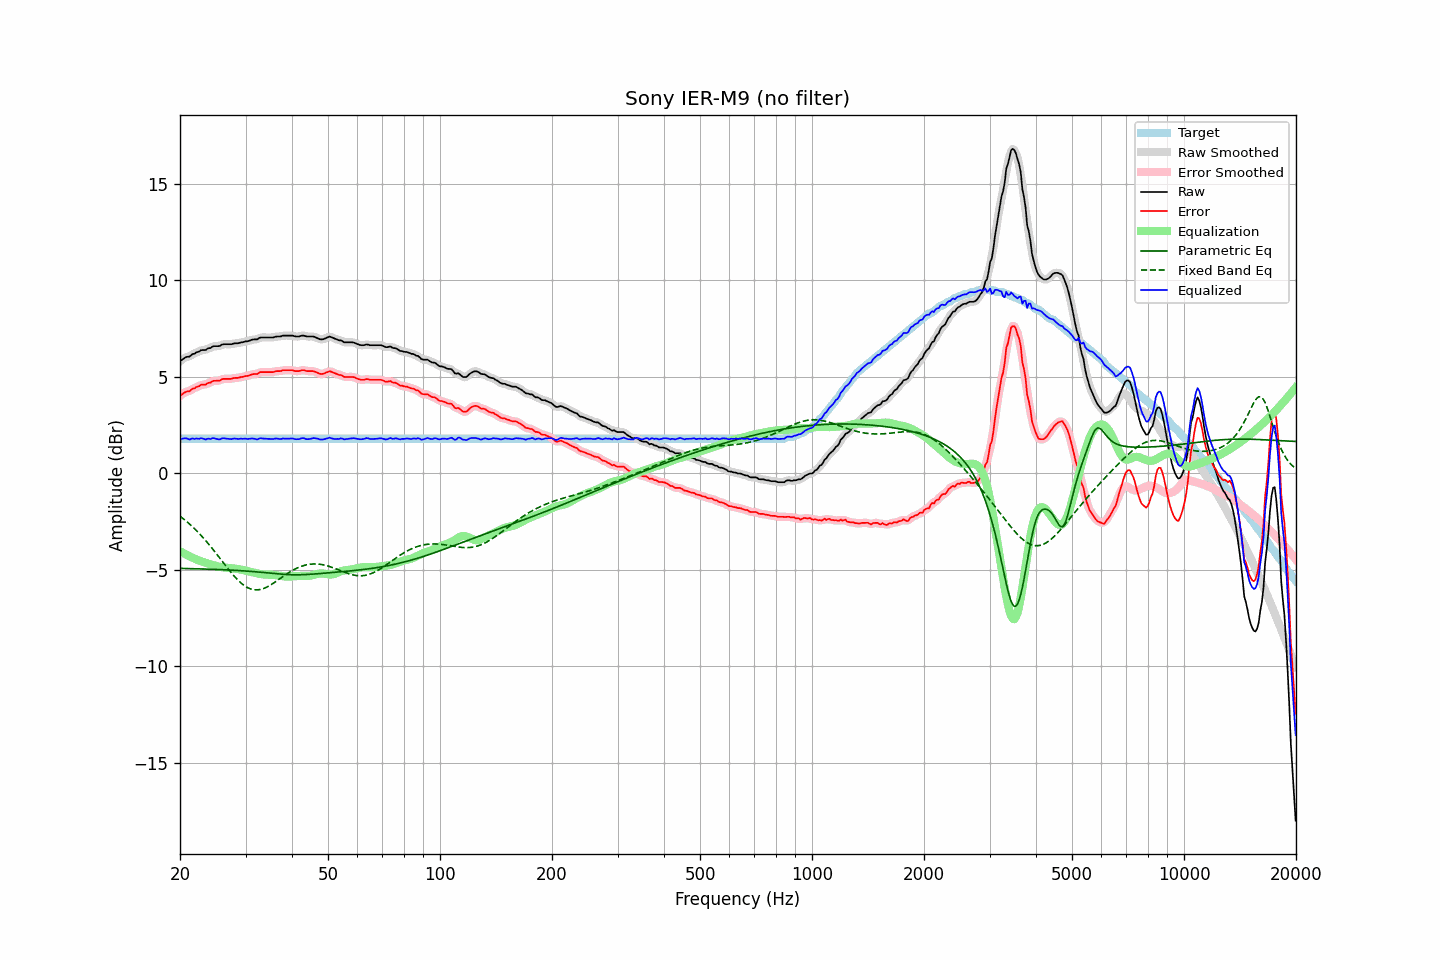 Sony IER-M9 (no filter)
Target
Raw Smoothed
Error Smoothed
Raw
Error
Equalization
Parametric Eq
Fixed Band Eq
Equalized
Amplitude (dBr)
15
10
5
0
−5
−10
−15
20
50
100
200
500
1000
2000
5000
10000
20000
Frequency (Hz)